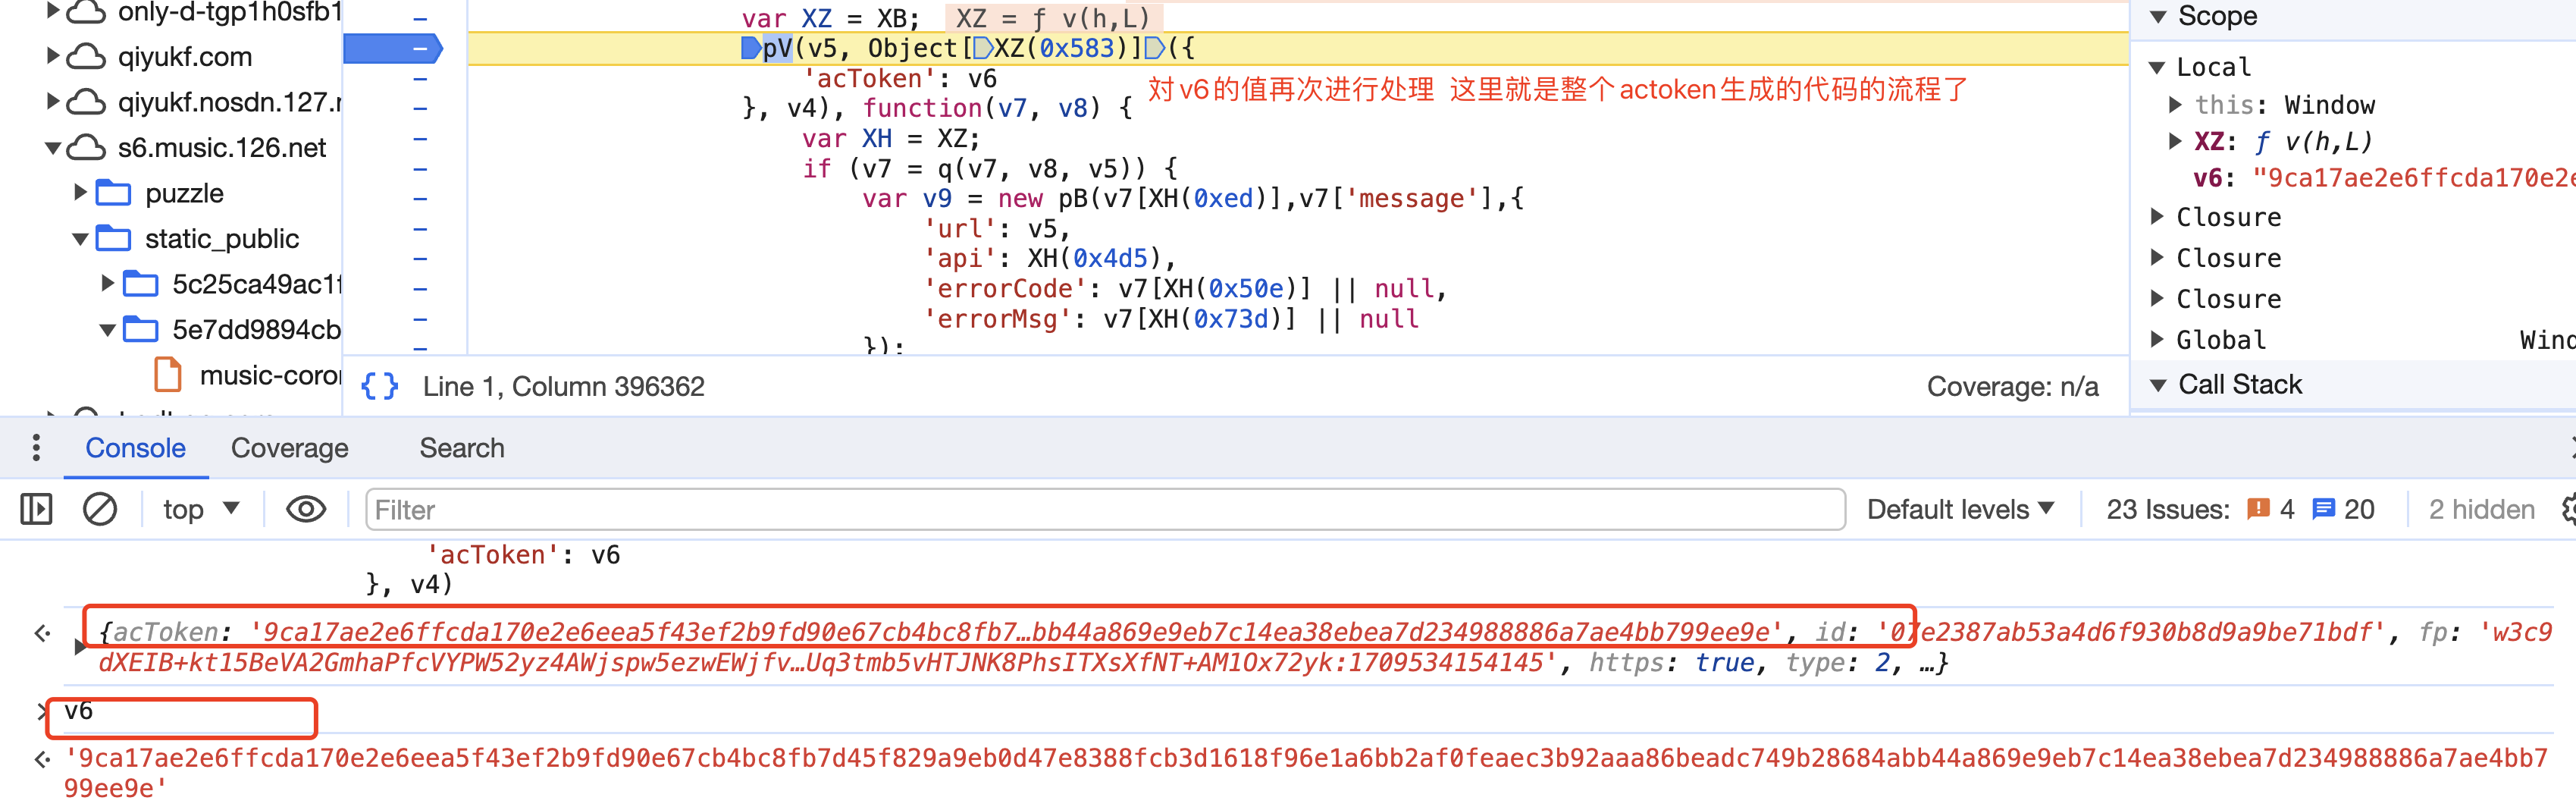 only-d-tgp1h0sfb1
qiyukf.com
qiyukf.nosdn.127.r
s6.music.126.net
puzzle
static_public
5c25ca49ac1f
5e7dd9894cb
music-coror
var XZ = XB; XZ = ƒ v(h,L)
pV(v5, Object[XZ(0x583)]({
'acToken': v6
对v6的值再次进行处理 这里就是整个actoken生成的代码的流程了
}, v4), function(v7, v8) {
var XH = XZ;
if (v7 = q(v7, v8, v5)) {
var v9 = new pB(v7[XH(0xed)],v7['message'],{
'url': v5,
'api': XH(0x4d5),
'errorCode': v7[XH(0x50e)] || null,
'errorMsg': v7[XH(0x73d)] || null
});
{} Line 1, Column 396362
Coverage: n/a
Scope
Local
this: Window
XZ: ƒ v(h,L)
v6: "9ca17ae2e6ffcda170e2e
Closure
Closure
Closure
Global Wind
Call Stack
Console Coverage Search
top Filter Default levels 23 Issues: 4 20 2 hidden
'acToken': v6
}, v4)
{acToken: '9ca17ae2e6ffcda170e2e6eea5f43ef2b9fd90e67cb4bc8fb7…bb44a869e9eb7c14ea38ebea7d234988886a7ae4bb799ee9e', id: '07e2387ab53a4d6f930b8d9a9be71bdf', fp: 'w3c9
dXEIB+kt15BeVA2GmhaPfcVYPW52yz4AWjspw5ezwEWjfv…Uq3tmb5vHTJNK8PhsITXsXfNT+AM1Ox72yk:1709534154145', https: true, type: 2, …}
v6
'9ca17ae2e6ffcda170e2e6eea5f43ef2b9fd90e67cb4bc8fb7d45f829a9eb0d47e8388fcb3d1618f96e1a6bb2af0feaec3b92aaa86beadc749b28684abb44a869e9eb7c14ea38ebea7d234988886a7ae4bb7
99ee9e'